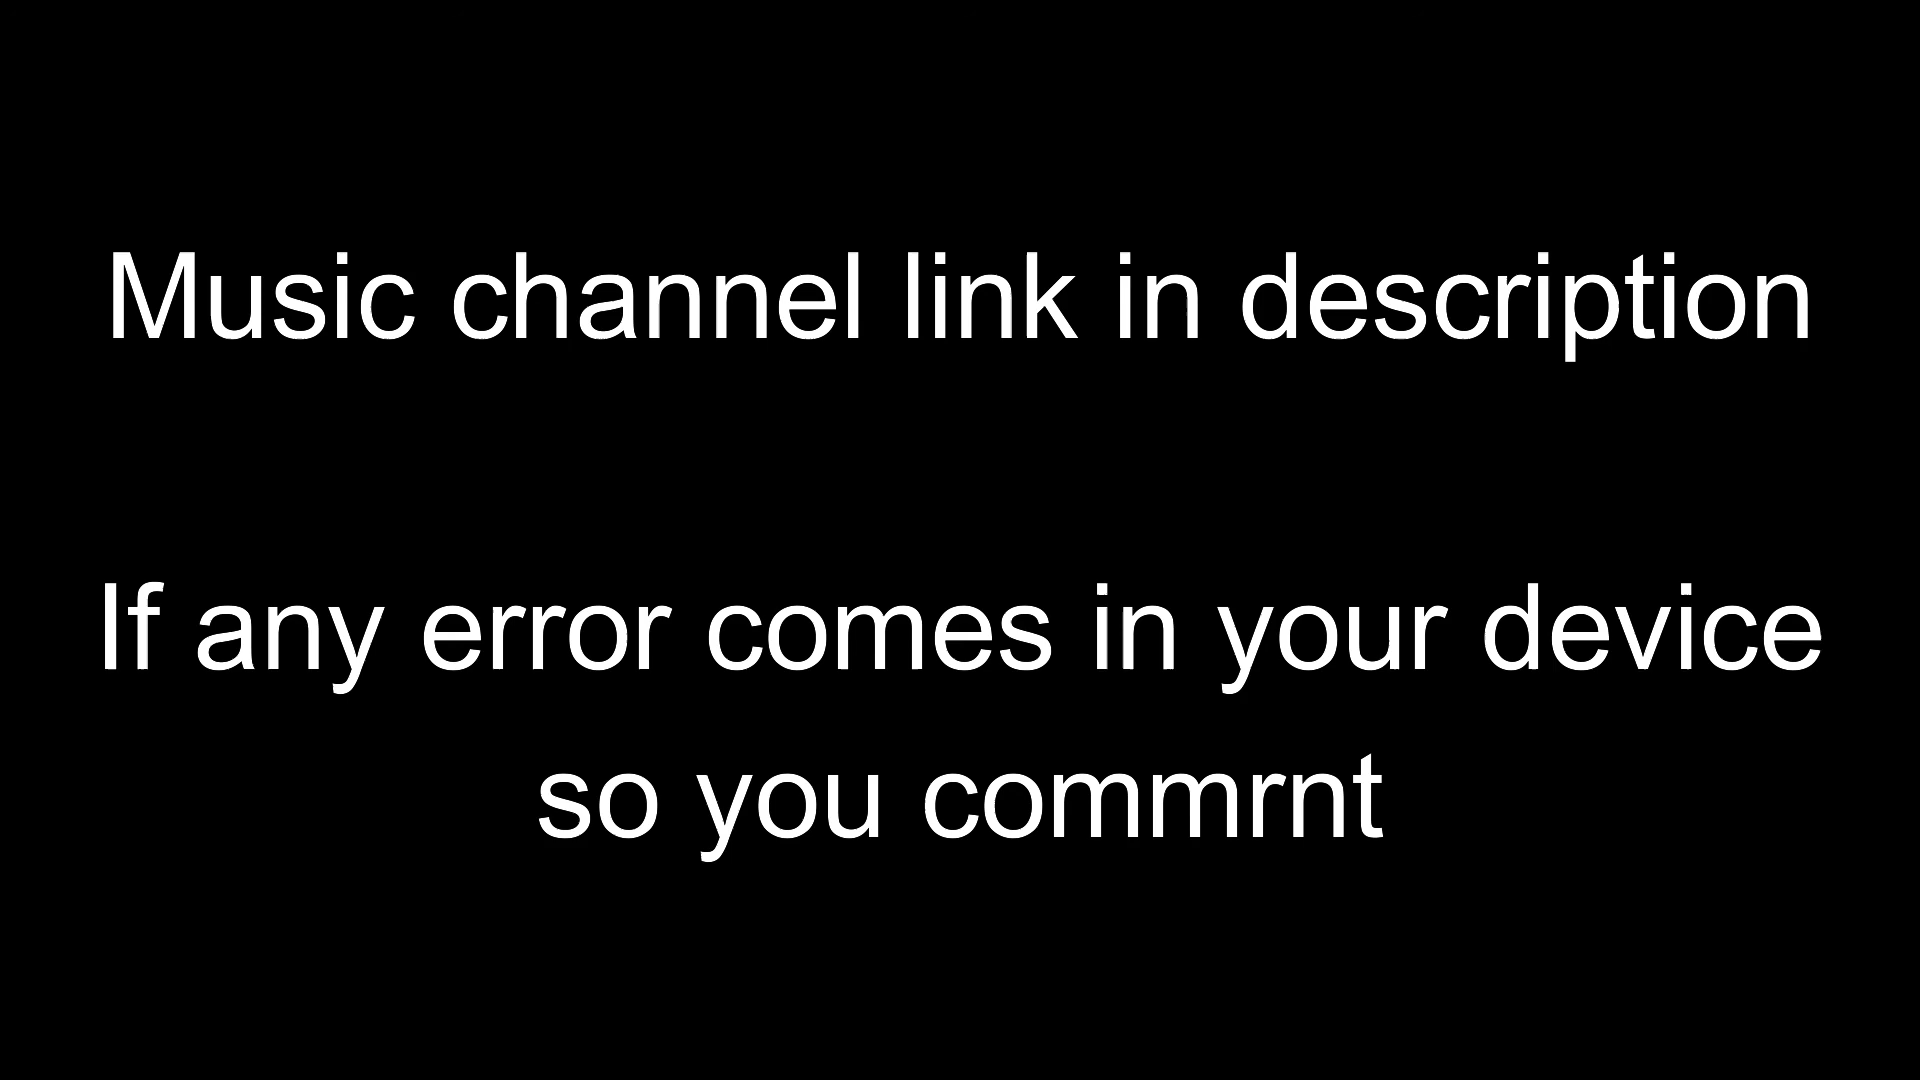 Music channel link in description
If any error comes in your device
so you commrnt